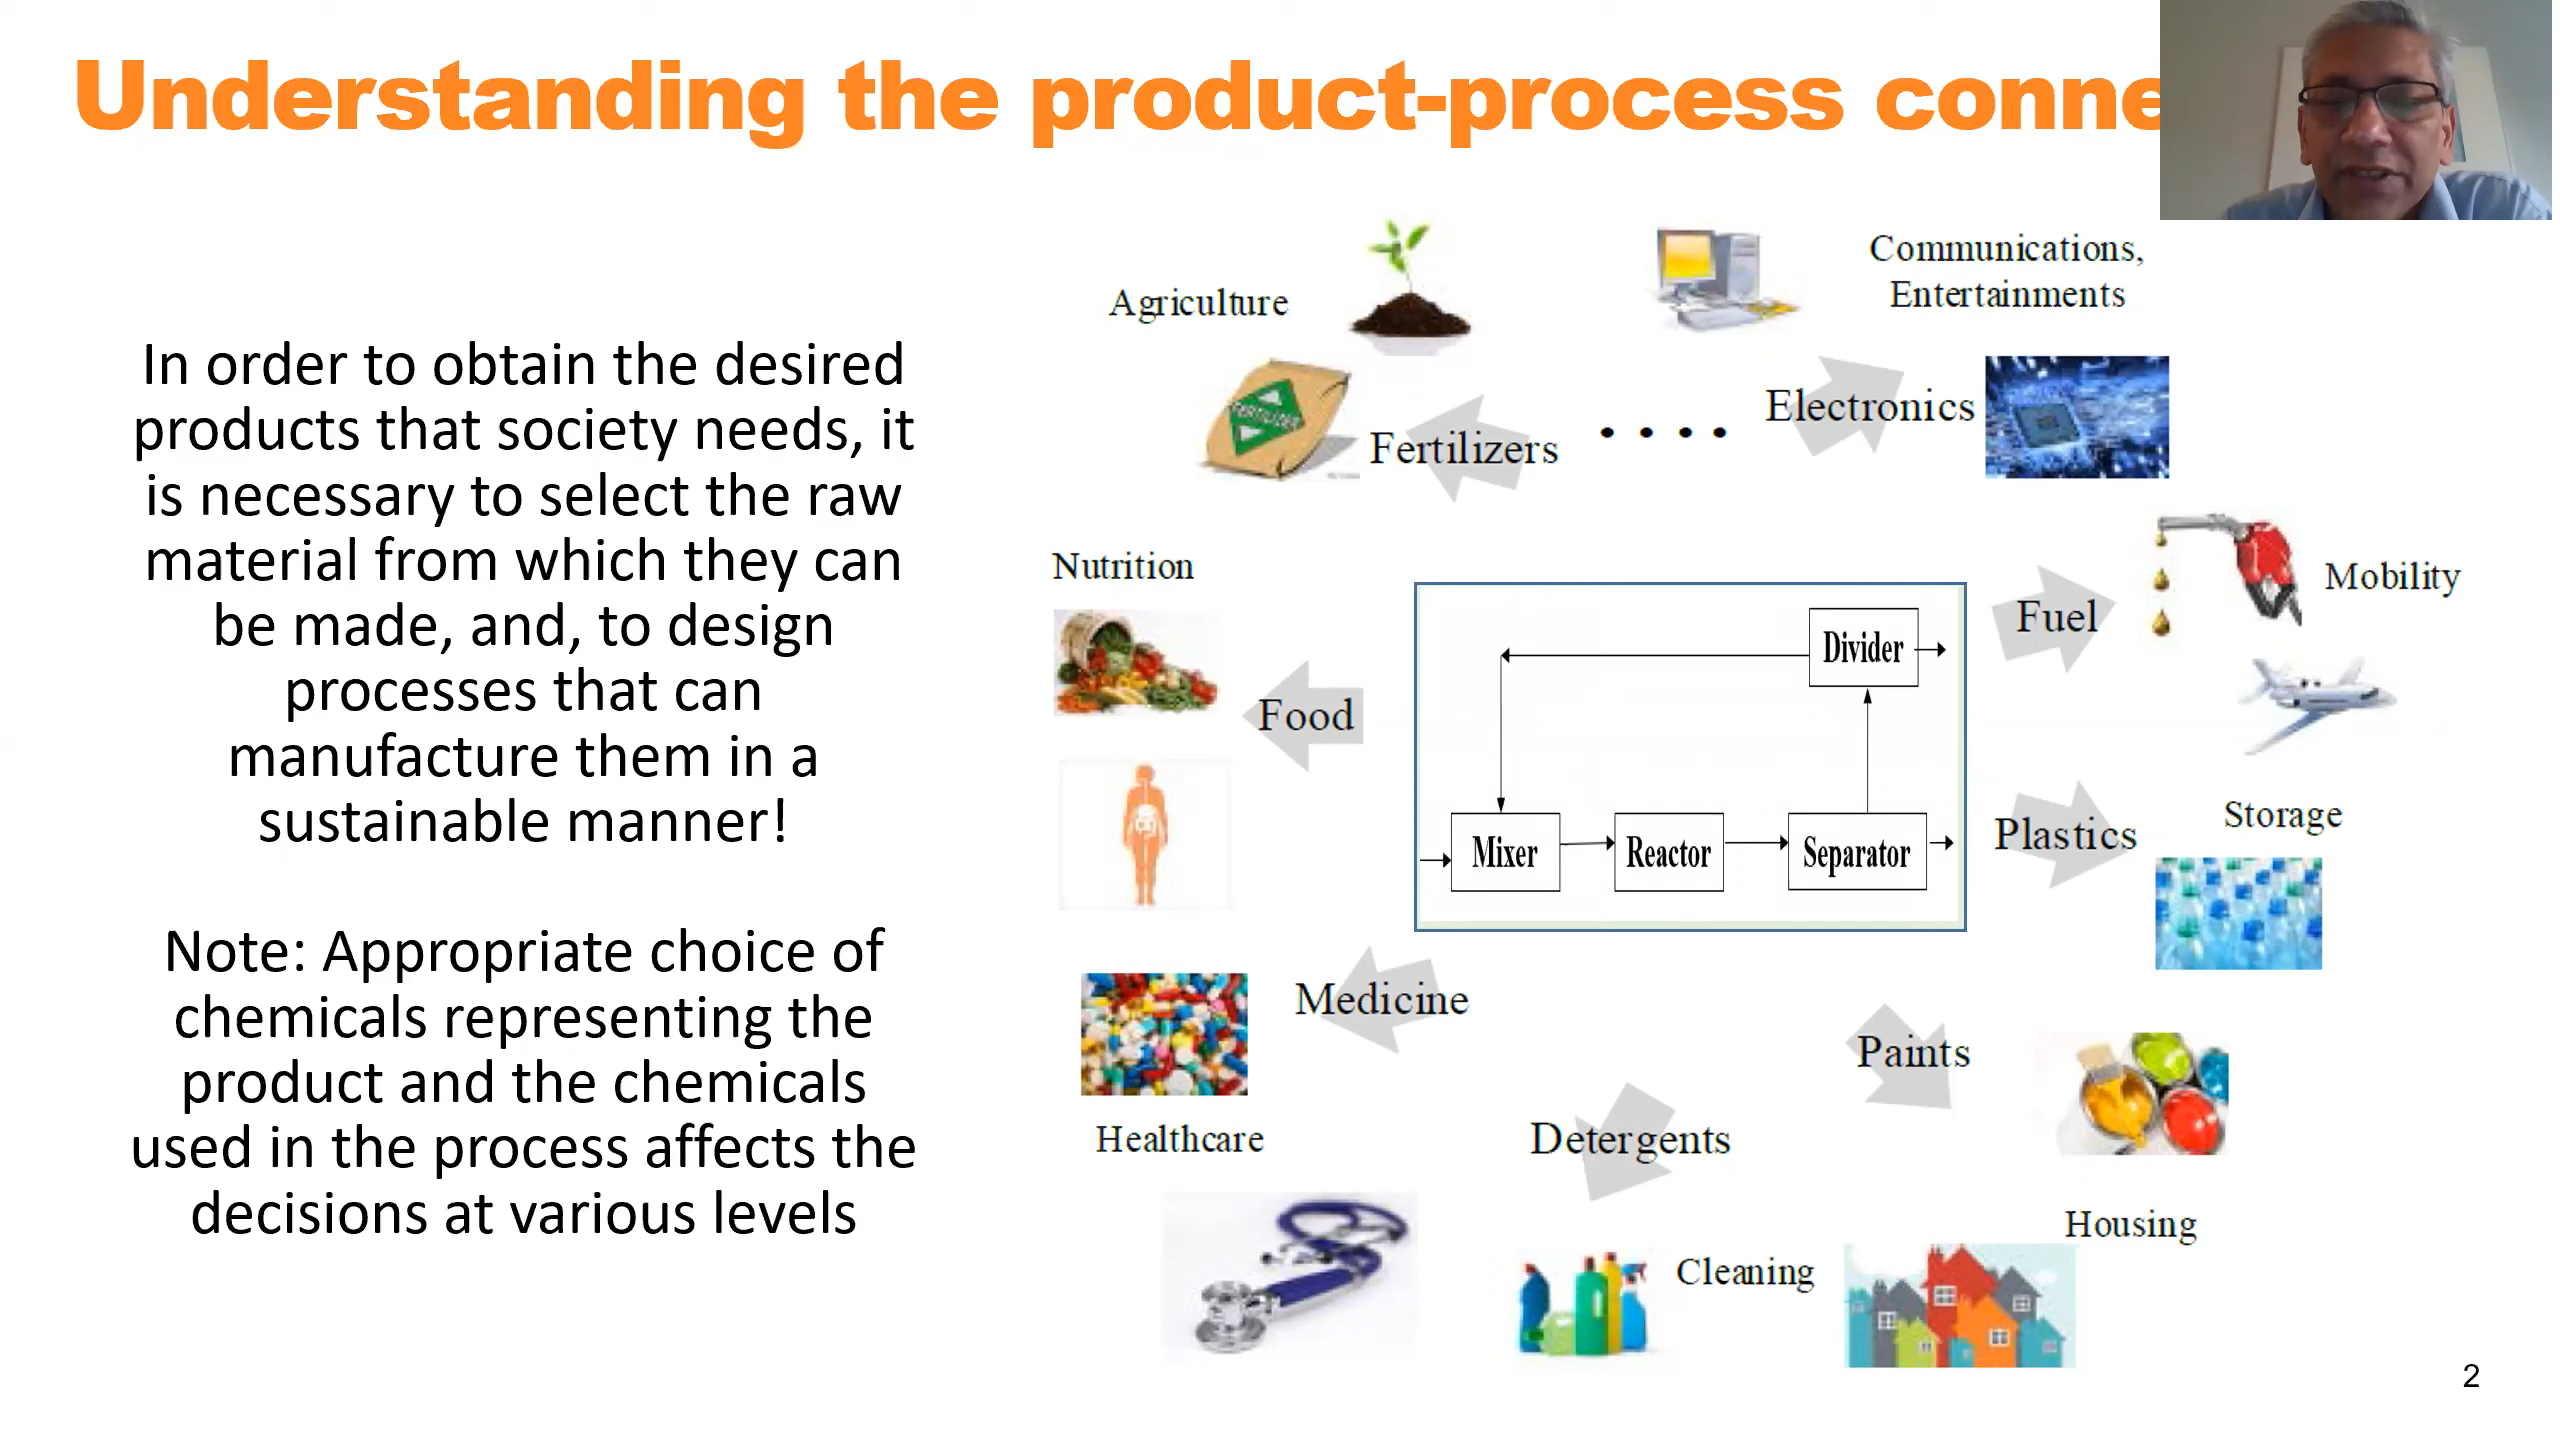 Understanding the product-process conne
In order to obtain the desired
products that society needs, it
is necessary to select the raw
material from which they can
be made, and, to design
processes that can
manufacture them in a
sustainable manner!
Note: Appropriate choice of
chemicals representing the
product and the chemicals
used in the process affects the
decisions at various levels
Agriculture
Communications,
Entertainments
FERTILIZER
Fertilizers
. . . .
Electronics
Nutrition
Fuel
Mobility
Food
Divider
Mixer
Reactor
Separator
Plastics
Storage
Medicine
Paints
Healthcare
Detergents
Housing
Cleaning
2